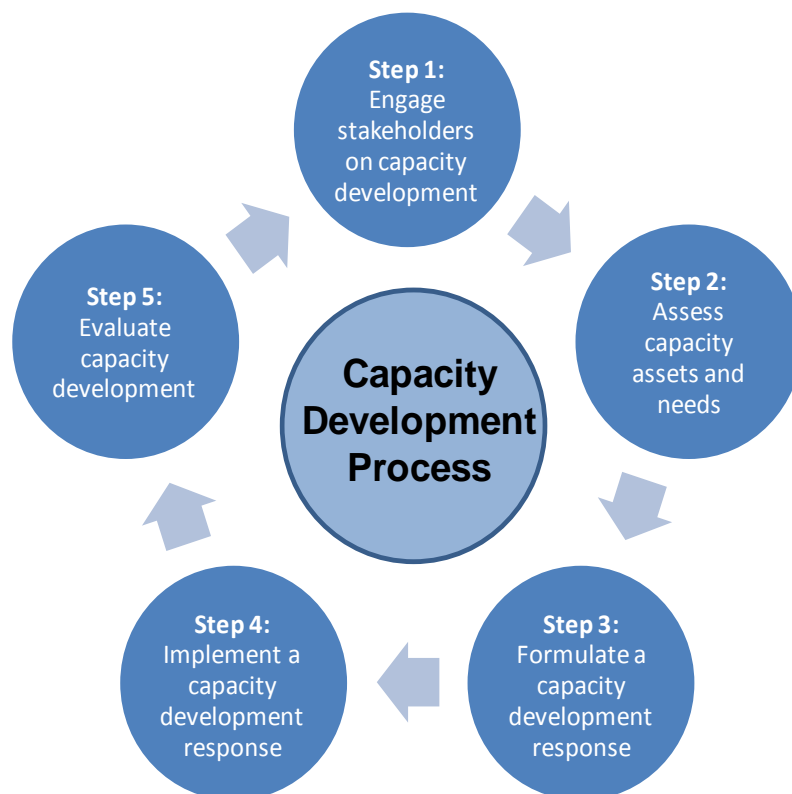 Step 1:
Engage
stakeholders
on capacity
development
Step 2:
Assess
capacity
assets and
needs
Step 3:
Formulate a
capacity
development
response
Step 4:
Implement a
capacity
development
response
Step 5:
Evaluate
capacity
development
Capacity
Development
Process